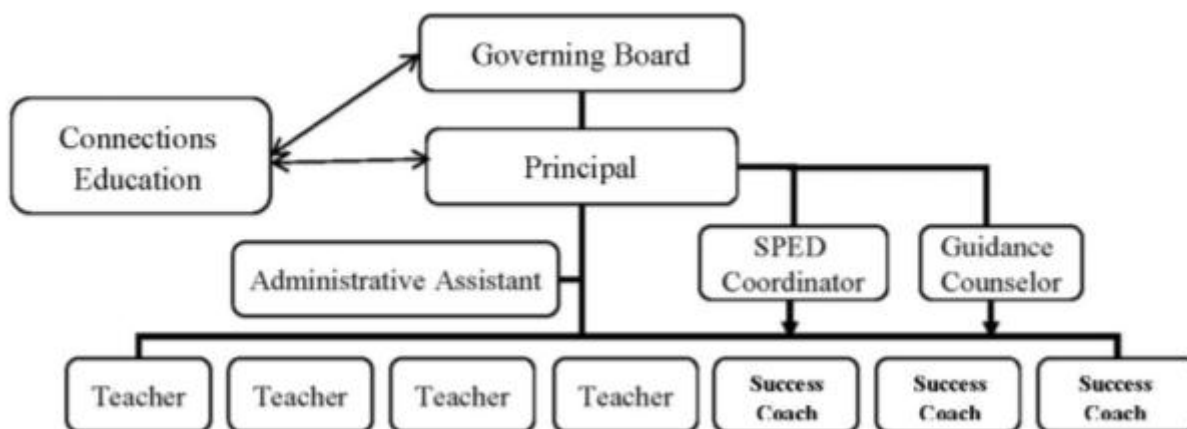 Governing Board
Connections
Education
Principal
SPED
Coordinator
Guidance
Counselor
Administrative Assistant
Teacher
Teacher
Teacher
Teacher
Success
Coach
Success
Coach
Success
Coach